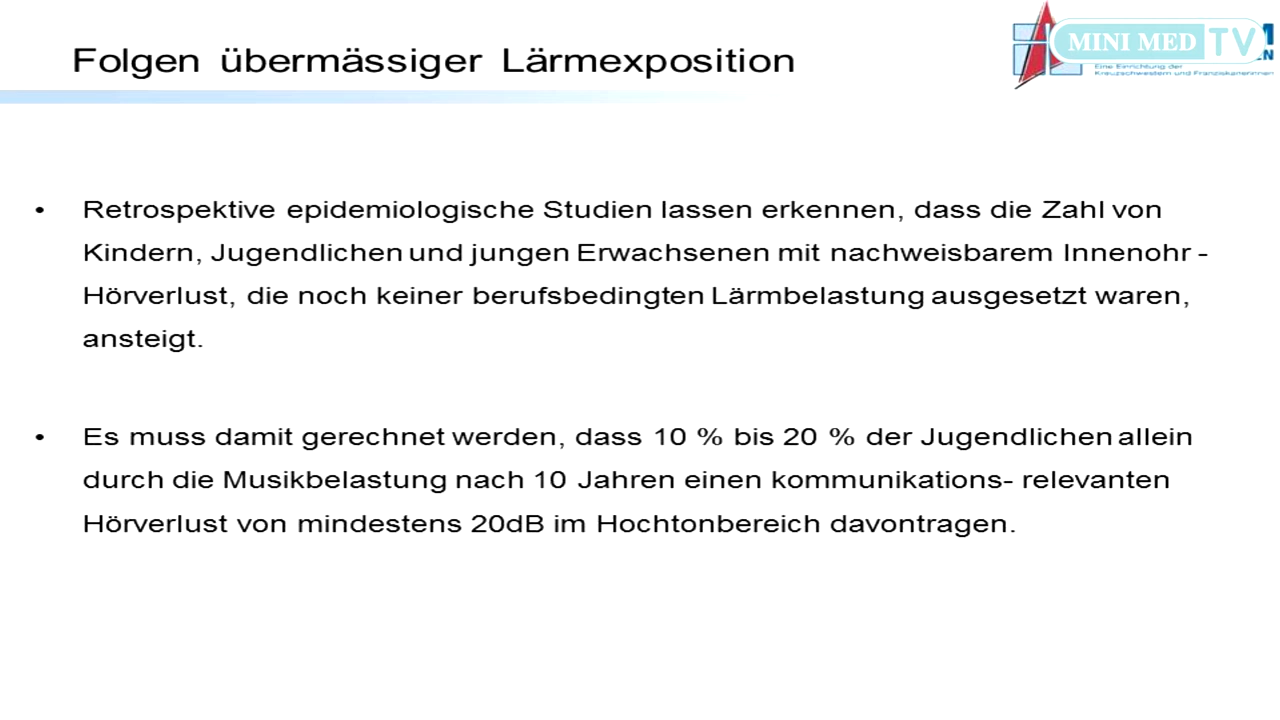 Folgen übermässiger Lärmexposition
MINI MED TV
Eine Einrichtung der
Kreuzschwestern und Franziskanerinnen
• Retrospektive epidemiologische Studien lassen erkennen, dass die Zahl von
Kindern, Jugendlichen und jungen Erwachsenen mit nachweisbarem Innenohr -
Hörverlust, die noch keiner berufsbedingten Lärmbelastung ausgesetzt waren,
ansteigt.
• Es muss damit gerechnet werden, dass 10 % bis 20 % der Jugendlichen allein
durch die Musikbelastung nach 10 Jahren einen kommunikations- relevanten
Hörverlust von mindestens 20dB im Hochtonbereich davontragen.